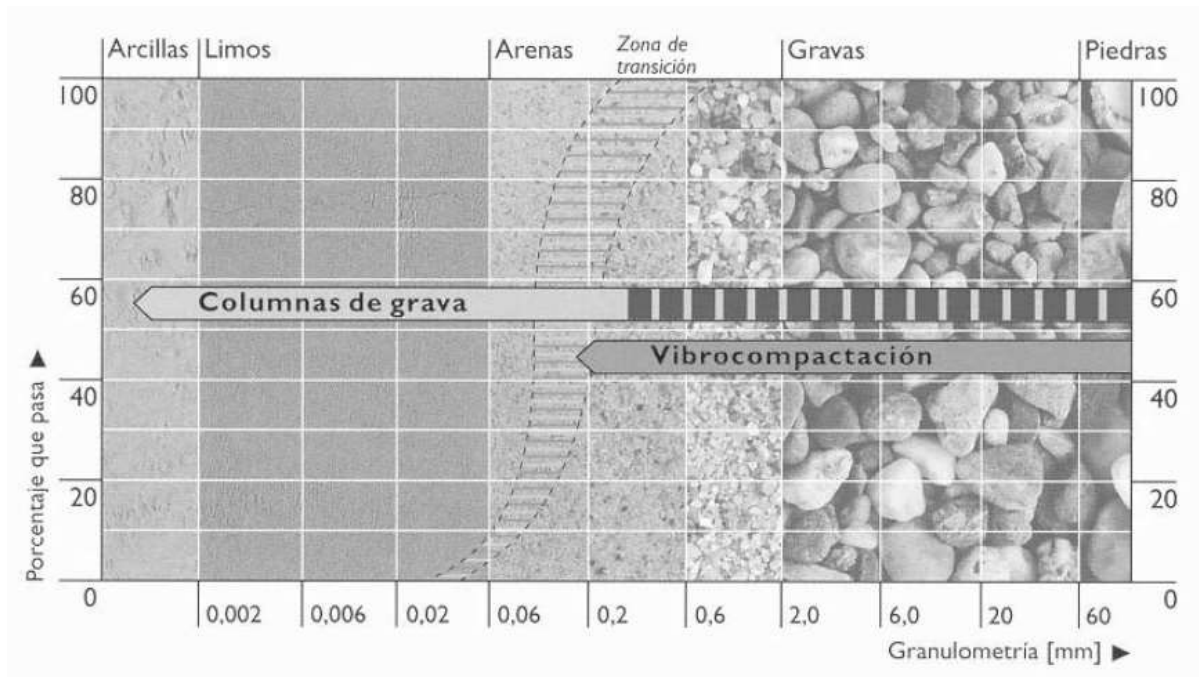 Arcillas Limos Arenas Zona de transición Gravas Piedras
100 100
80 80
60 60
Columnas de grava
Vibrocompactación
40 40
20 20
0 0
Porcentaje que pasa ▲
0,002 0,006 0,02 0,06 0,2 0,6 2,0 6,0 20 60
Granulometría [mm] ►